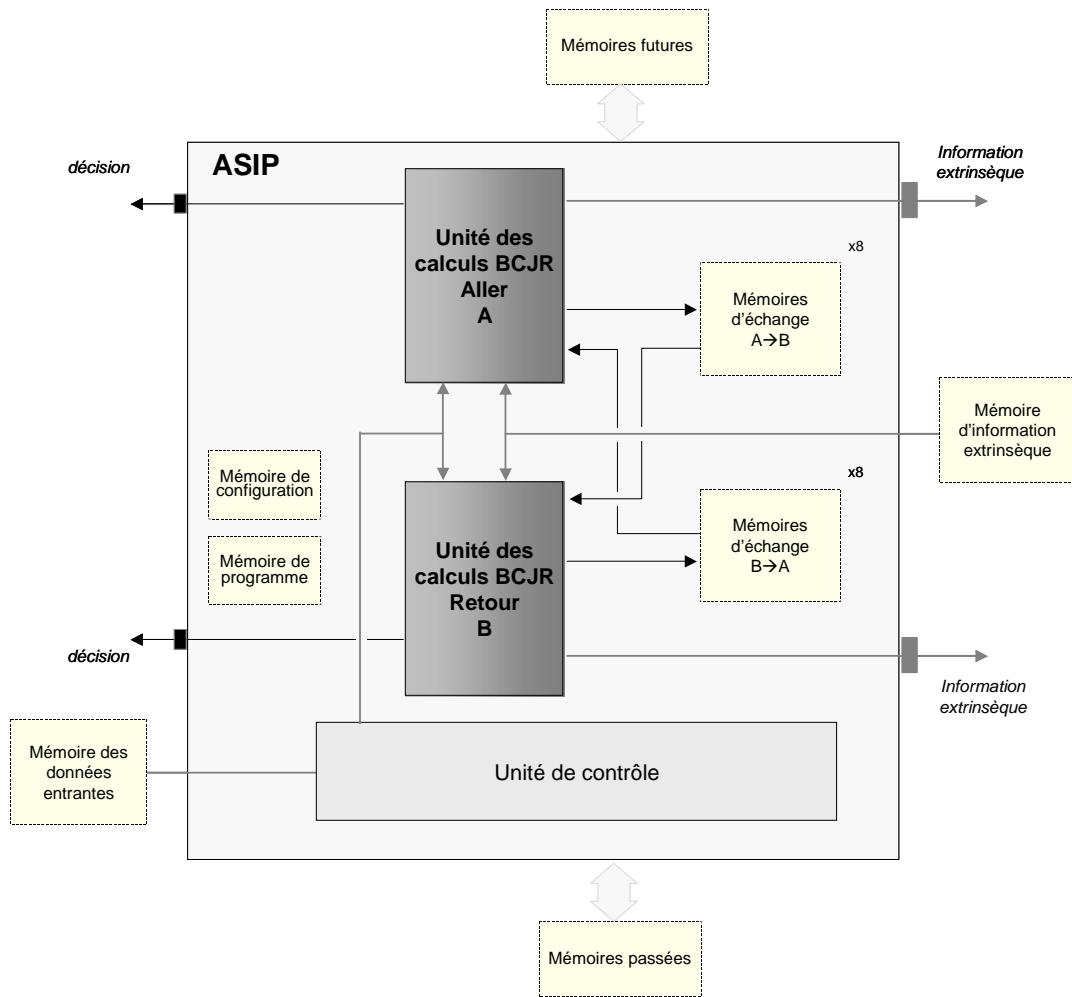 Mémoires futures
ASIP
décision
Information
extrinsèque
Unité des
calculs BCJR
Aller
A
x8
Mémoires
d'échange
A→B
Mémoire
d'information
extrinsèque
Mémoire de
configuration
x8
Unité des
calculs BCJR
Retour
B
Mémoires
d'échange
B→A
Mémoire de
programme
décision
Information
extrinsèque
Mémoire des
données
entrantes
Unité de contrôle
Mémoires passées